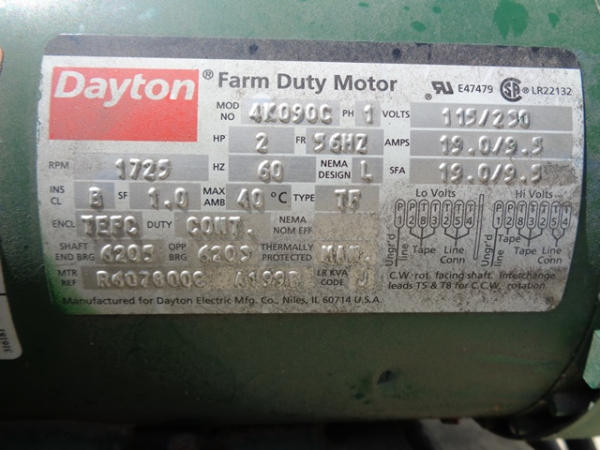 Dayton® Farm Duty Motor
E47479 LR22132
MOD NO 4K090C PH 1 VOLTS 115/230
HP 2 FR 56HZ AMPS 19.0/9.5
RPM 1725 HZ 60 NEMA DESIGN L SFA 19.0/9.5
INS CL B SF 1.0 MAX AMB 40 °C TYPE TF
ENCL TEFC DUTY CONT. NEMA NOM EFF
SHAFT END BRG 6205 OPP BRG 6203 THERMALLY PROTECTED MAN.
MTR REF LR KVA CODE J
Manufactured for Dayton Electric Mfg. Co., Niles, IL 60714 U.S.A.
Lo Volts Hi Volts
Ungr'd Tape Line Conn Ungr'd Tape Line Conn
C.W. rot. facing shaft. Interchange
leads T5 & T8 for C.C.W. rotation.